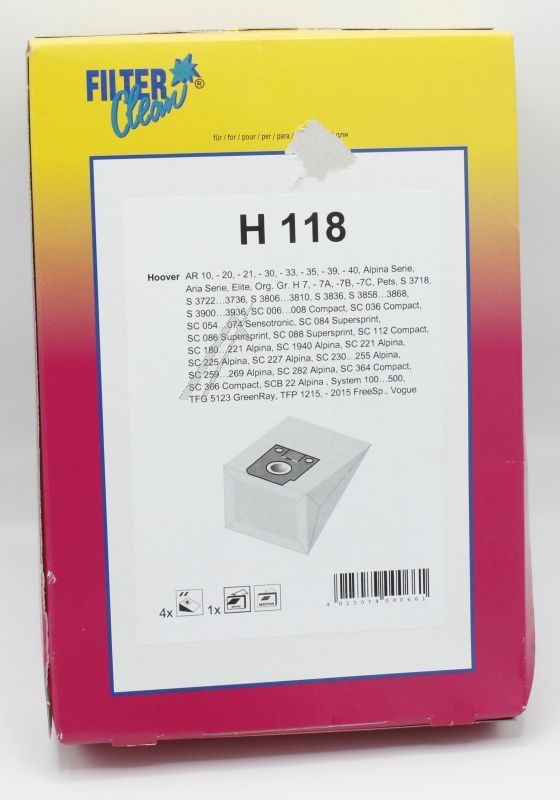 FILTER
Clean®
für / for / pour / per / para /
H 118
Hoover AR 10, - 20, - 21, - 30, - 33, - 35, - 39, - 40, Alpina Serie,
Aria Serie, Elite, Org. Gr. H 7, - 7A, -7B, -7C, Pets, S 3718,
S 3722...3736, S 3806...3810, S 3836, S 3858...3868,
S 3900...3936, SC 006...008 Compact, SC 036 Compact,
SC 054...074 Sensotronic, SC 084 Supersprint,
SC 086 Supersprint, SC 088 Supersprint, SC 112 Compact,
SC 180...221 Alpina, SC 1940 Alpina, SC 221 Alpina,
SC 225 Alpina, SC 227 Alpina, SC 230...255 Alpina,
SC 259...269 Alpina, SC 282 Alpina, SC 364 Compact,
SC 366 Compact, SCB 22 Alpina , System 100...500,
TFG 5123 GreenRay, TFP 1215, - 2015 FreeSp., Vogue
4x 1x MOTOR
4 015074 000661